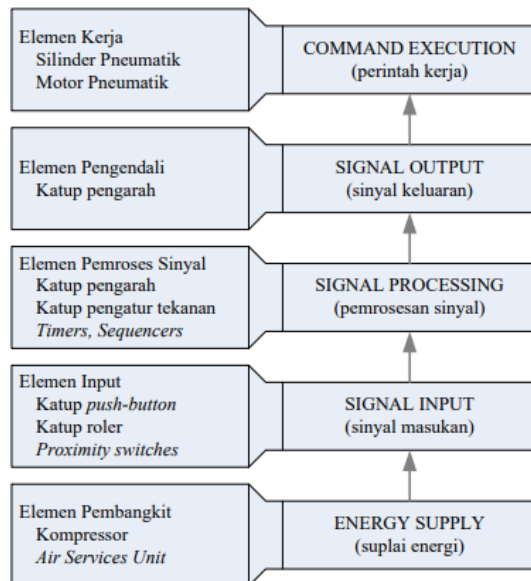 Elemen Kerja
Silinder Pneumatik
Motor Pneumatik
COMMAND EXECUTION
(perintah kerja)
Elemen Pengendali
Katup pengarah
SIGNAL OUTPUT
(sinyal keluaran)
Elemen Pemroses Sinyal
Katup pengarah
Katup pengatur tekanan
Timers, Sequencers
SIGNAL PROCESSING
(pemrosesan sinyal)
Elemen Input
Katup push-button
Katup roler
Proximity switches
SIGNAL INPUT
(sinyal masukan)
Elemen Pembangkit
Kompressor
Air Services Unit
ENERGY SUPPLY
(suplai energi)